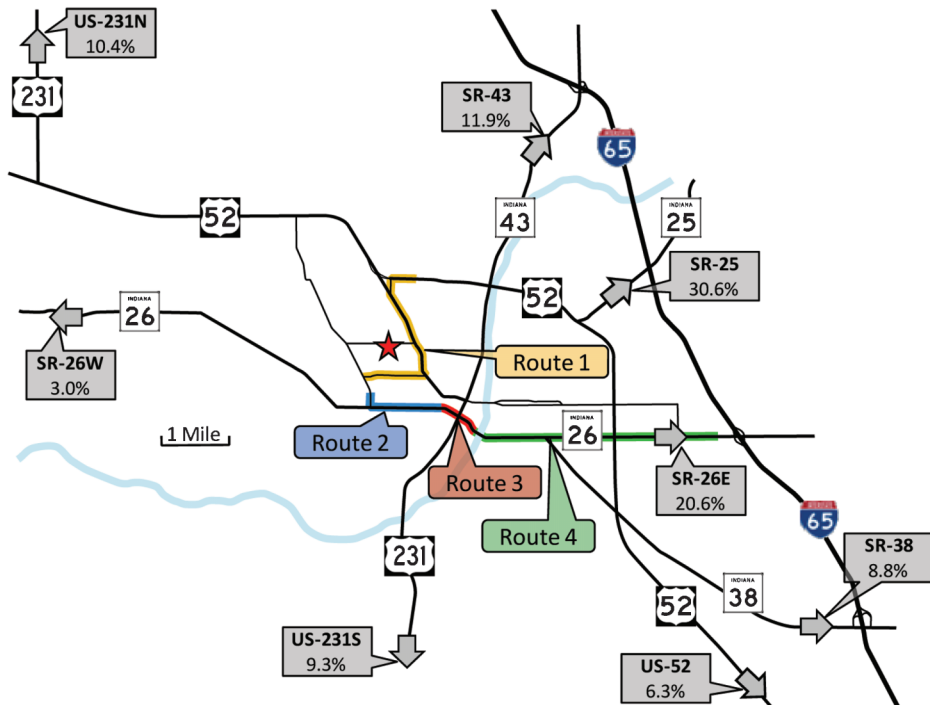 US-231N
10.4%
231
SR-43
11.9%
INTERSTATE
65
INDIANA
43
INDIANA
25
52
SR-25
30.6%
52
INDIANA
26
SR-26W
3.0%
Route 1
1 Mile
Route 2
INDIANA
26
Route 3
SR-26E
20.6%
Route 4
INTERSTATE
65
231
SR-38
8.8%
INDIANA
38
52
US-231S
9.3%
US-52
6.3%